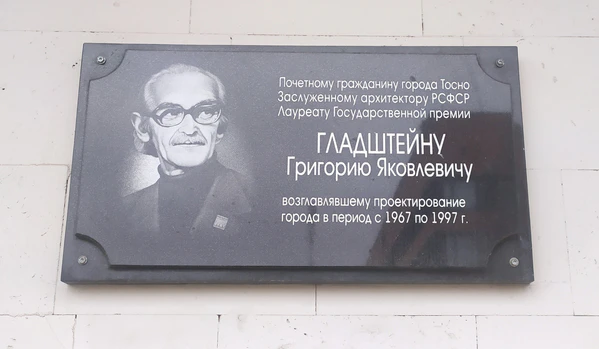 Почетному гражданину города Тосно
Заслуженному архитектору РСФСР
Лауреату Государственной премии
ГЛАДШТЕЙНУ
Григорию Яковлевичу
возглавлявшему проектирование
города в период с 1967 по 1997 г.